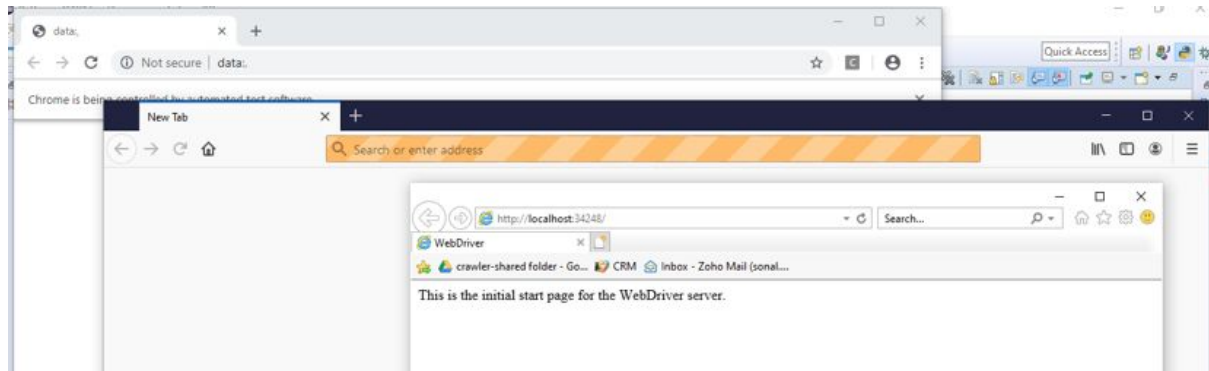 data:,
Not secure | data:,
Quick Access
Chrome is being controlled by automated test software.
New Tab
Search or enter address
http://localhost:34248/
Search...
WebDriver
crawler-shared folder - Go... CRM Inbox - Zoho Mail (sonal....
This is the initial start page for the WebDriver server.